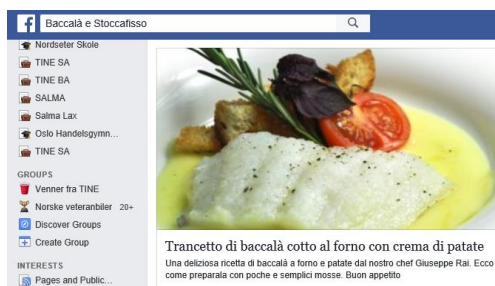 f Baccalà e Stoccafisso
Nordseter Skole
TINE SA
TINE BA
SALMA
Salma Lax
Oslo Handelsgymn...
TINE SA
GROUPS
Venner fra TINE
Norske veteranbiler 20+
Discover Groups
Create Group
INTERESTS
Pages and Public...
Trancetto di baccalà cotto al forno con crema di patate
Una deliziosa ricetta di baccalà a forno e patate dal nostro chef Giuseppe Rai. Ecco
come prepararla con poche e semplici mosse. Buon appetito